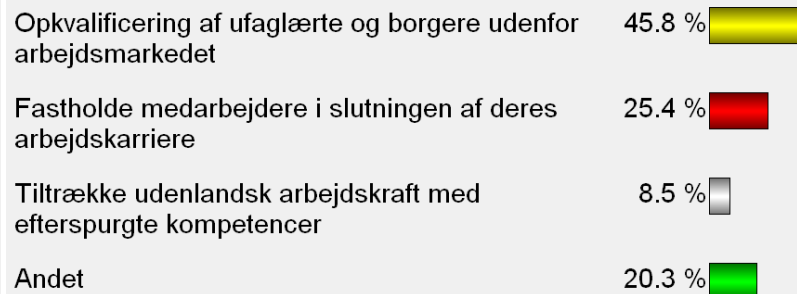 Opkvalificering af ufaglærte og borgere udenfor 45.8 %
arbejdsmarkedet
Fastholde medarbejdere i slutningen af deres 25.4 %
arbejdskarriere
Tiltrække udenlandsk arbejdskraft med 8.5 %
efterspurgte kompetencer
Andet 20.3 %